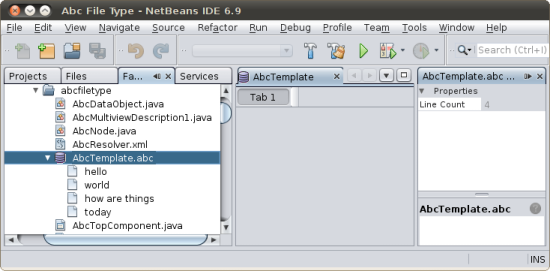 Abc File Type - NetBeans IDE 6.9
File Edit View Navigate Source Refactor Run Debug Profile Team Tools Window Help
Search (Ctrl+I)
Projects Files Fa... Services
abcfiletype
AbcDataObject.java
AbcMultiviewDescription1.java
AbcNode.java
AbcResolver.xml
AbcTemplate.abc
hello
world
how are things
today
AbcTopComponent.java
AbcTemplate
Tab 1
AbcTemplate.abc ...
Properties
Line Count 4
AbcTemplate.abc
INS